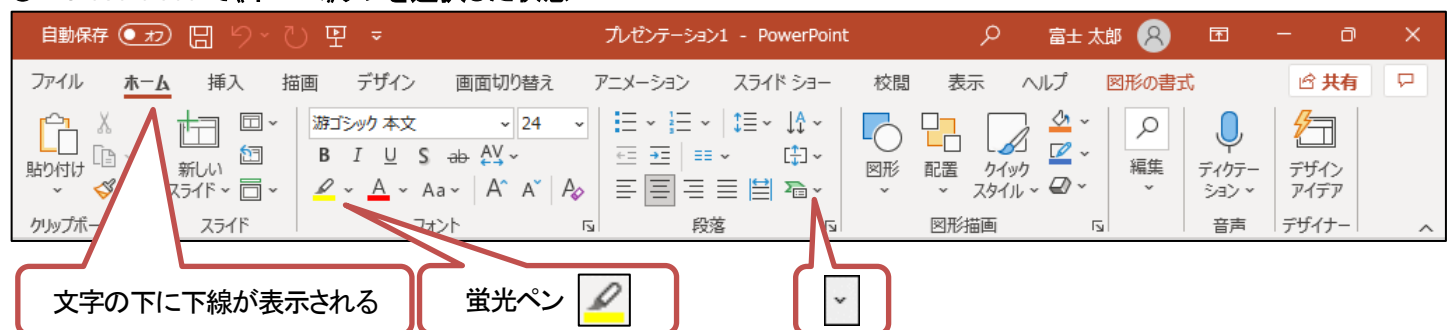 自動保存 オフ プレゼンテーション1 - PowerPoint 富士 太郎
ファイル ホーム 挿入 描画 デザイン 画面切り替え アニメーション スライド ショー 校閲 表示 ヘルプ 図形の書式 共有
游ゴシック 本文 24
B I U S ab AV
A Aa A A A
貼り付け
新しい
スライド
図形
配置
クイック
スタイル
編集
ディクテー
ション
デザイン
アイデア
クリップボー スライド フォント 段落 図形描画 音声 デザイナー
文字の下に下線が表示される
蛍光ペン